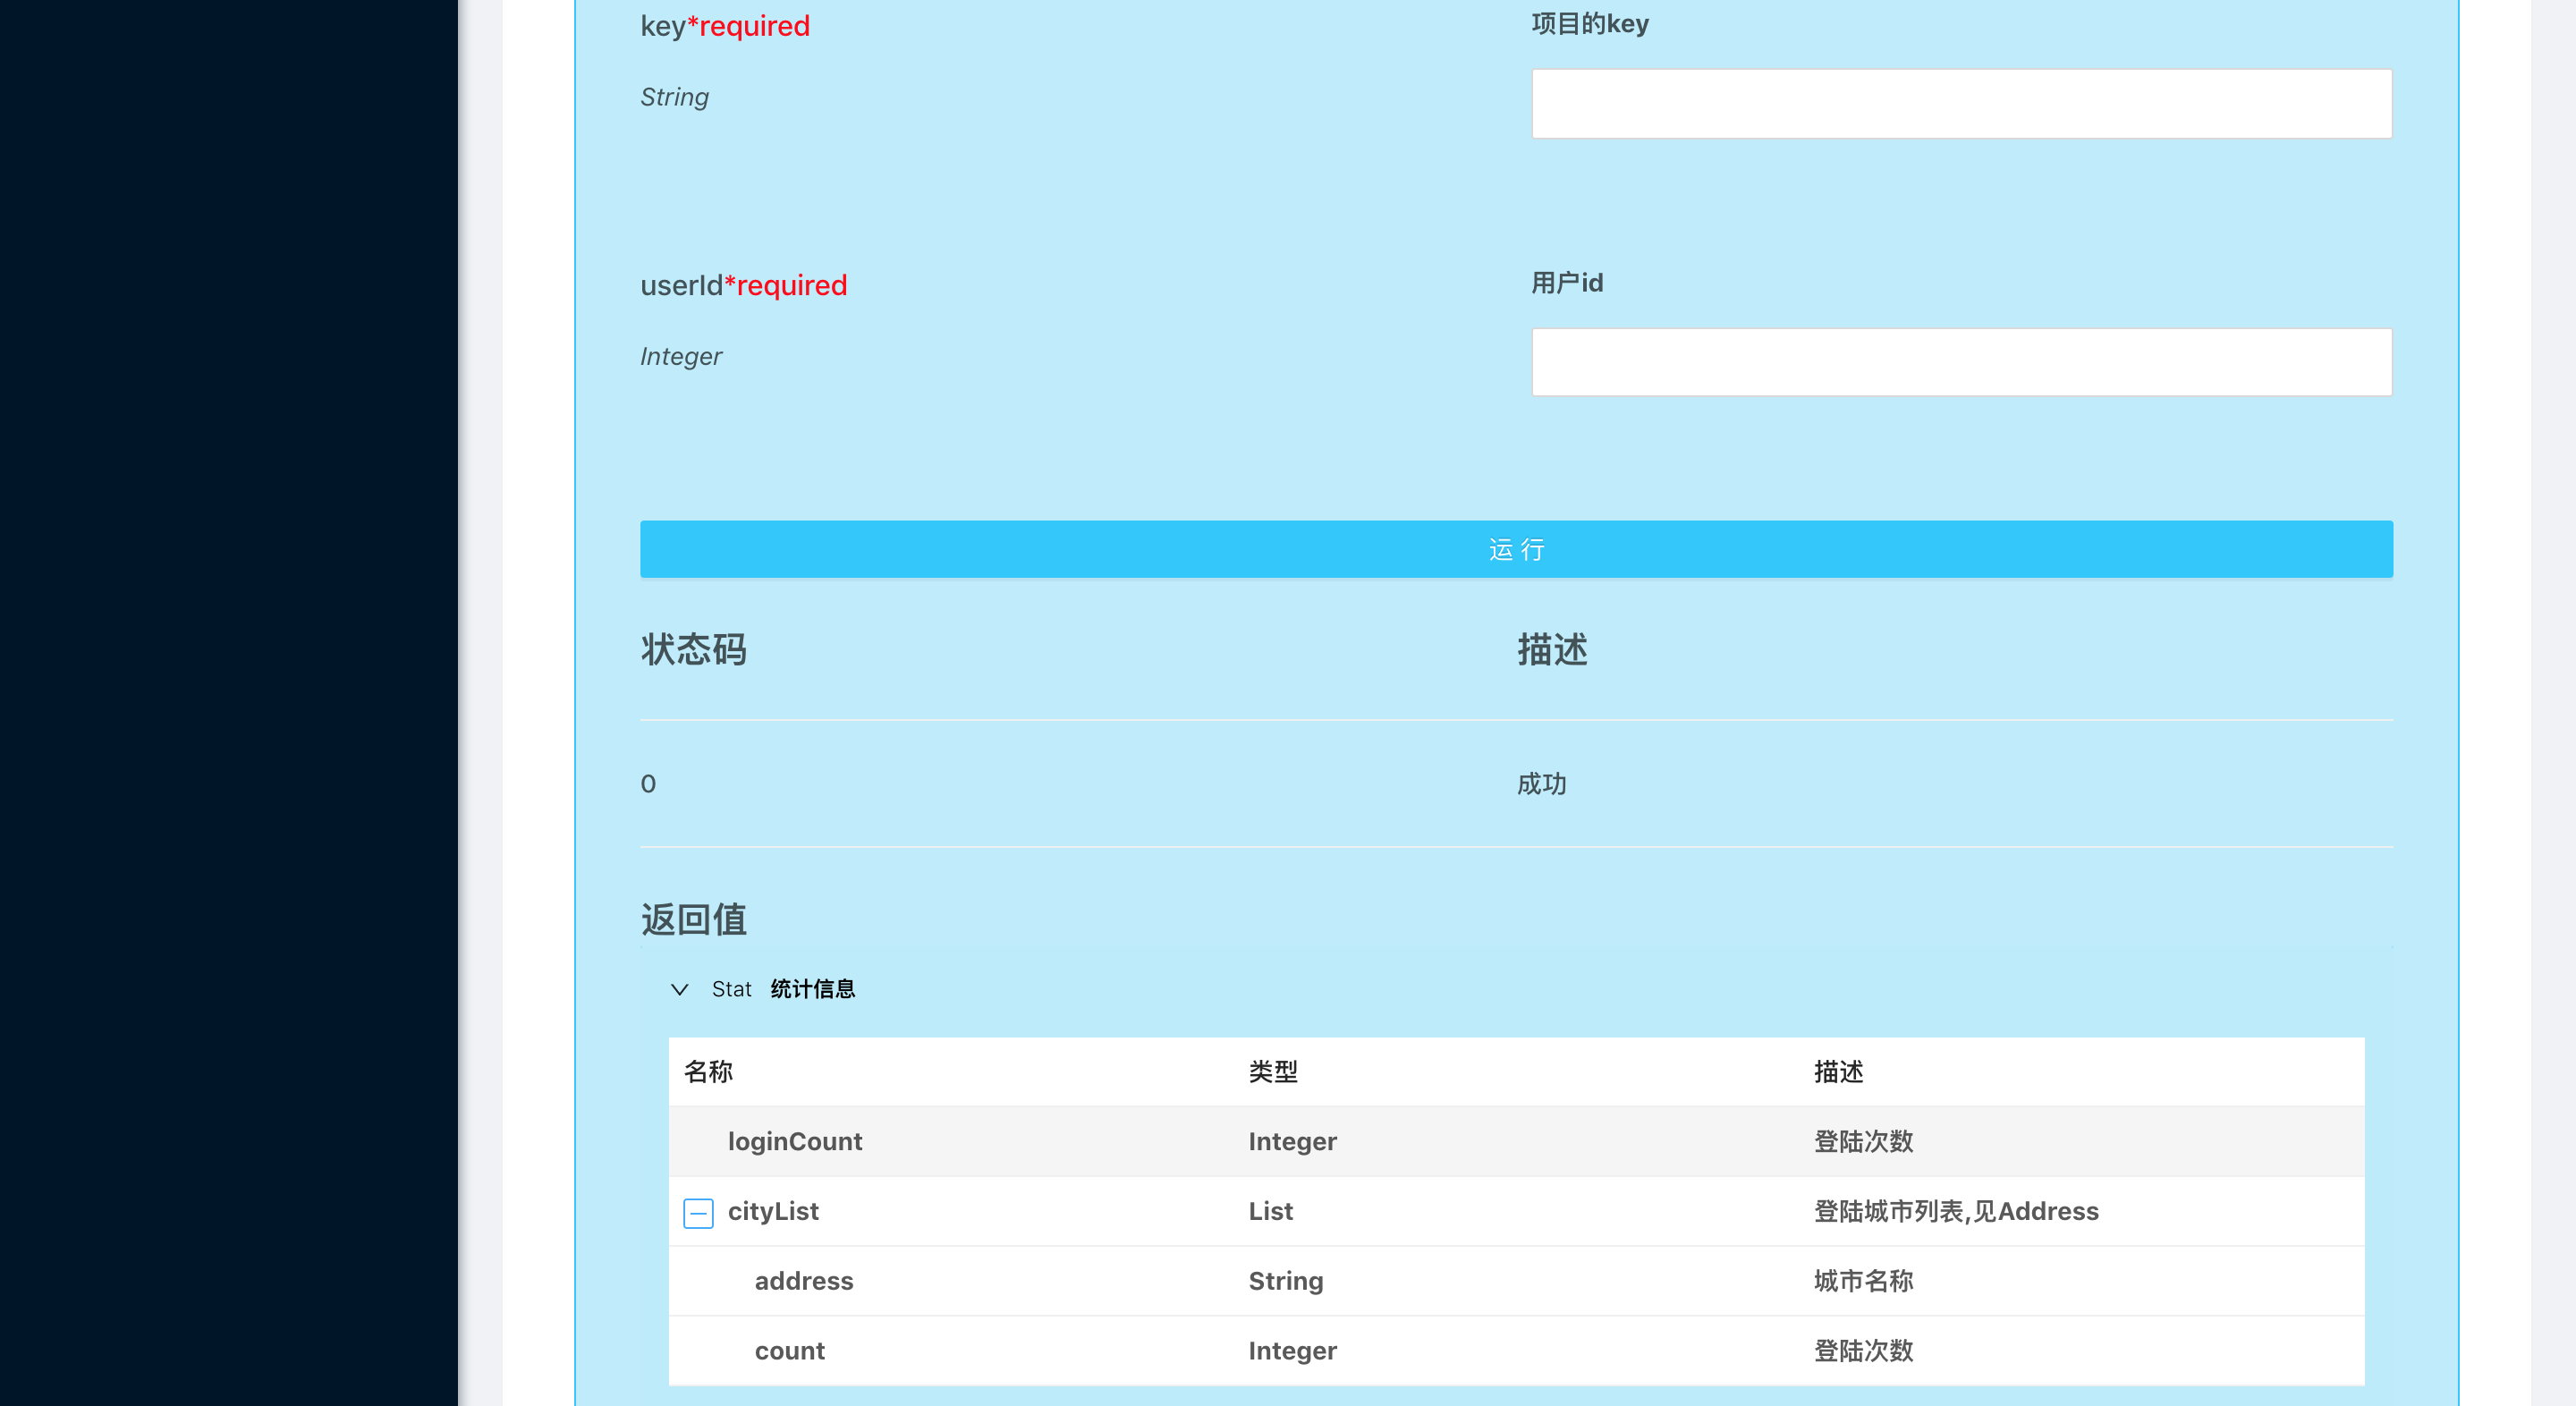 key*required 项目的key
String
userId*required 用户id
Integer
运 行
状态码 描述
0 成功
返回值
Stat 统计信息
名称 类型 描述
loginCount Integer 登陆次数
cityList List 登陆城市列表,见Address
address String 城市名称
count Integer 登陆次数